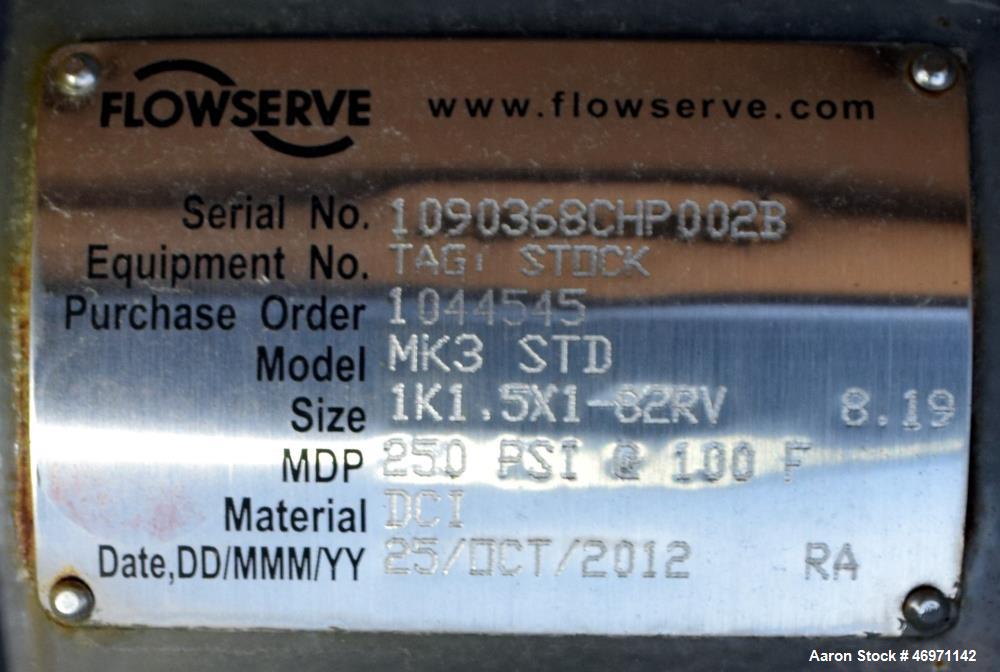 FLOWSERVE www.flowserve.com
Serial No. 1090368CHP002B
Equipment No. TAG: STOCK
Purchase Order 1044545
Model MK3 STD
Size 1K1.5X1-82RV 8.19
MDP 250 PSI @ 100 F
Material DCI
Date,DD/MMM/YY 25/OCT/2012 RA
Aaron Stock # 46971142